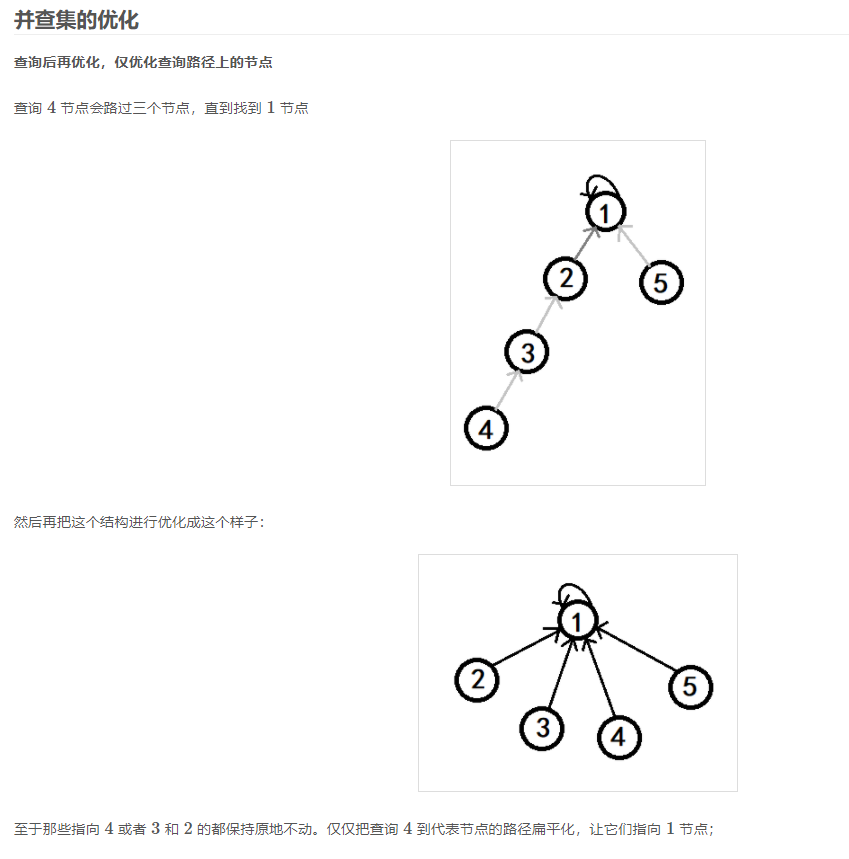 并查集的优化
查询后再优化，仅优化查询路径上的节点
查询 4 节点会路过三个节点，直到找到 1 节点
1
2
5
3
4
然后再把这个结构进行优化成这个样子：
1
2
5
3
4
至于那些指向 4 或者 3 和 2 的都保持原地不动。仅仅把查询 4 到代表节点的路径扁平化，让它们指向 1 节点；